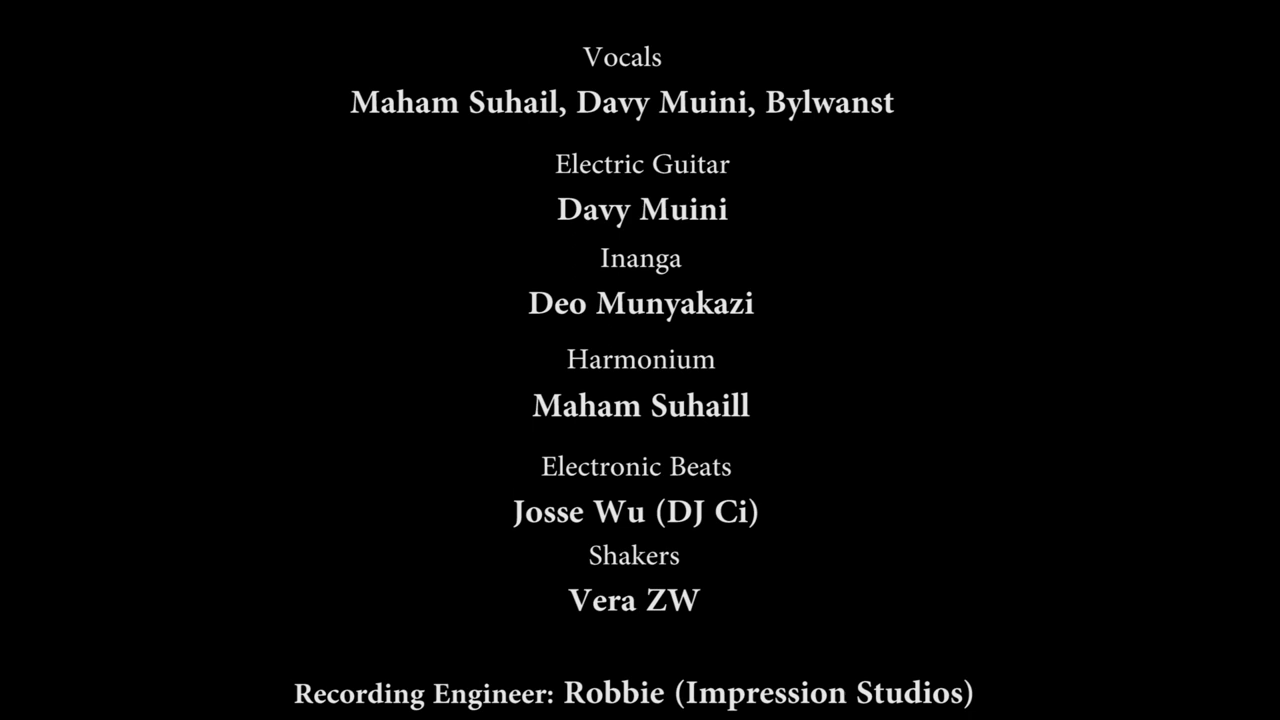 Vocals
Maham Suhail, Davy Muini, Bylwanst
Electric Guitar
Davy Muini
Inanga
Deo Munyakazi
Harmonium
Maham Suhaill
Electronic Beats
Josse Wu (DJ Ci)
Shakers
Vera ZW
Recording Engineer: Robbie (Impression Studios)